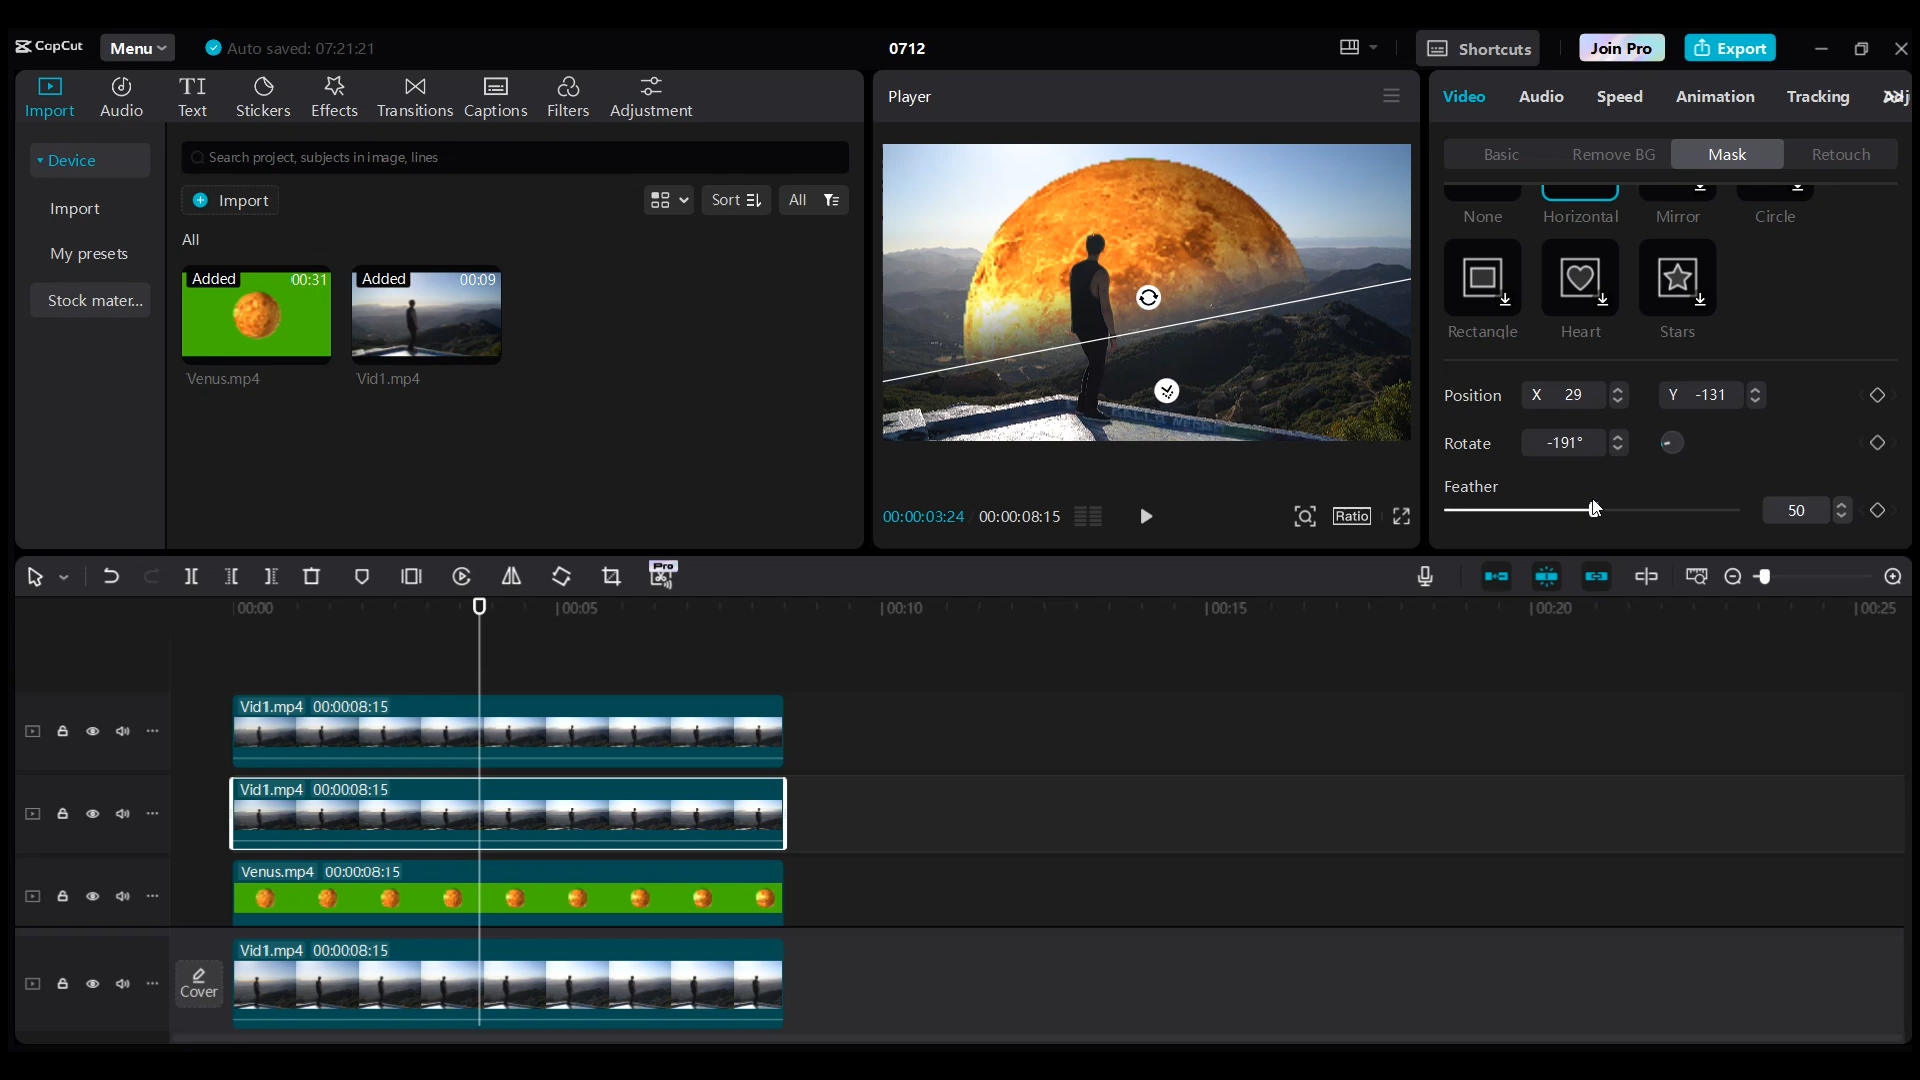 CapCut
Menu
Auto saved: 07:21:21
0712
Shortcuts
Join Pro
Export
Import
Audio
Text
Stickers
Effects
Transitions
Captions
Filters
Adjustment
Device
Import
My presets
Stock mater...
Search project, subjects in image, lines
Import
Sort
All
All
Added 00:31
Venus.mp4
Added 00:09
Vid1.mp4
Player
00:00:03:24 00:00:08:15
Ratio
Video
Audio
Speed
Animation
Tracking
Basic
Remove BG
Mask
Retouch
None
Horizontal
Mirror
Circle
Rectangle
Heart
Stars
Position X 29 Y -131
Rotate -191°
Feather
50
Pro
00:00
00:05
00:10
00:15
00:20
00:25
Vid1.mp4 00:00:08:15
Vid1.mp4 00:00:08:15
Venus.mp4 00:00:08:15
Cover
Vid1.mp4 00:00:08:15